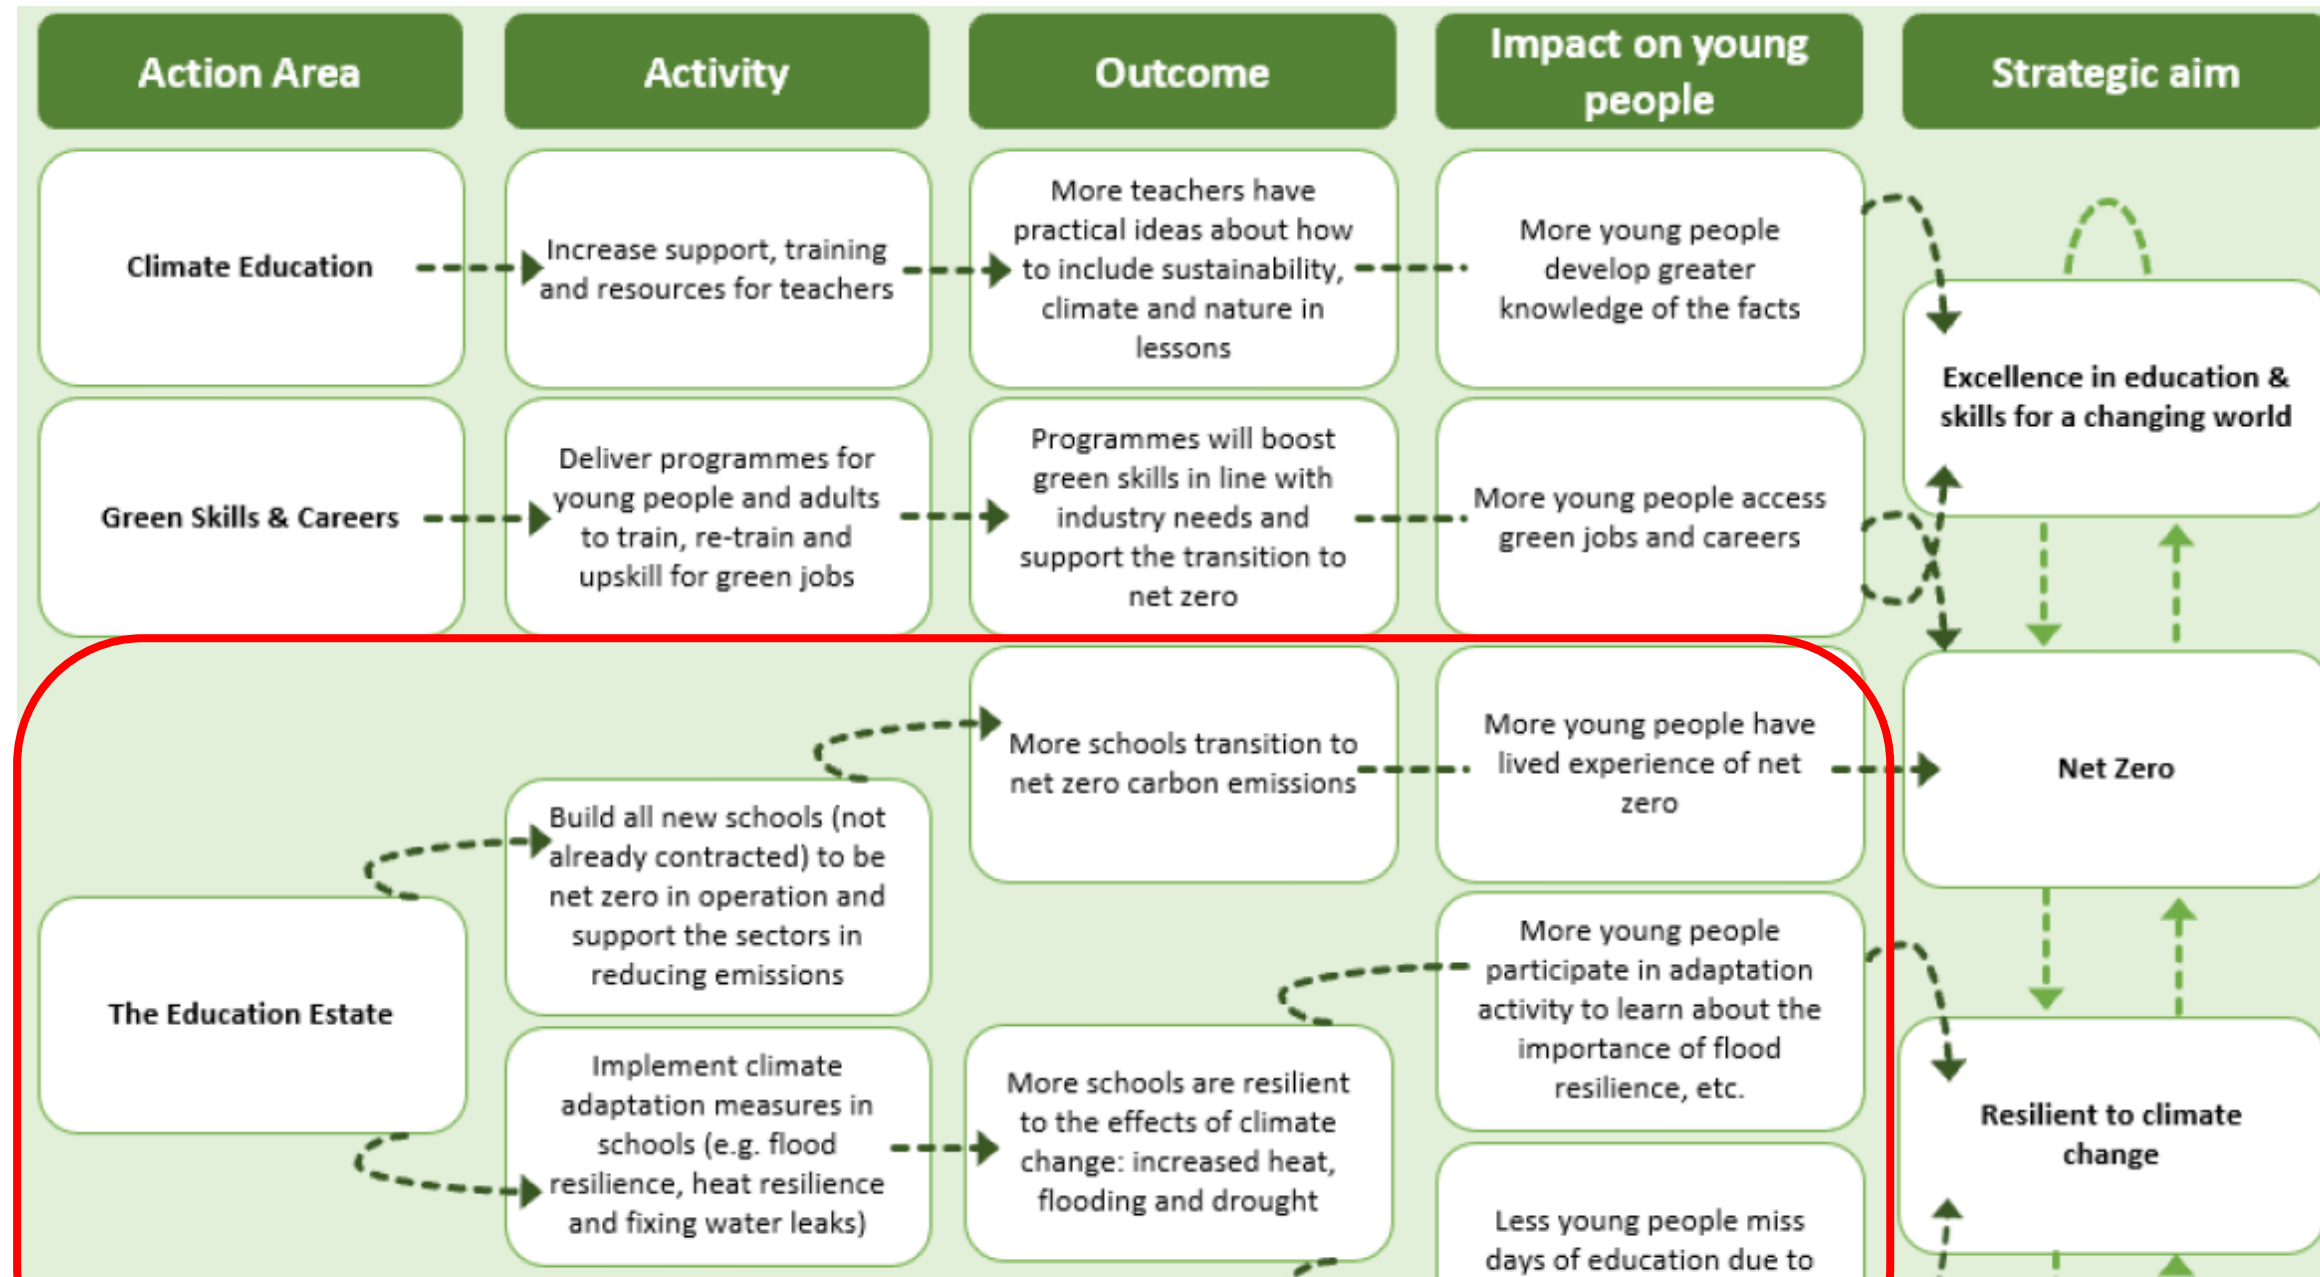 Action Area
Activity
Outcome
Impact on young
people
Strategic aim
Climate Education
Increase support, training
and resources for teachers
More teachers have
practical ideas about how
to include sustainability,
climate and nature in
lessons
More young people
develop greater
knowledge of the facts
Excellence in education &
skills for a changing world
Green Skills & Careers
Deliver programmes for
young people and adults
to train, re-train and
upskill for green jobs
Programmes will boost
green skills in line with
industry needs and
support the transition to
net zero
More young people access
green jobs and careers
The Education Estate
Build all new schools (not
already contracted) to be
net zero in operation and
support the sectors in
reducing emissions
More schools transition to
net zero carbon emissions
More young people have
lived experience of net
zero
Net Zero
Implement climate
adaptation measures in
schools (e.g. flood
resilience, heat resilience
and fixing water leaks)
More schools are resilient
to the effects of climate
change: increased heat,
flooding and drought
More young people
participate in adaptation
activity to learn about the
importance of flood
resilience, etc.
Less young people miss
days of education due to
Resilient to climate
change